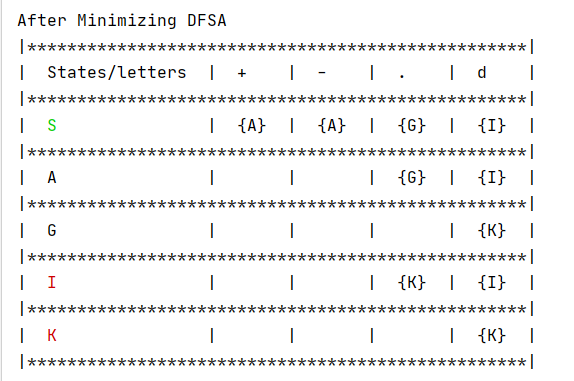 After Minimizing DFSA
|**************************************************|
|  States/letters  |  +    |  -    |  .    |  d    |
|**************************************************|
|  S               |  {A}  |  {A}  |  {G}  |  {I}  |
|**************************************************|
|  A               |       |       |  {G}  |  {I}  |
|**************************************************|
|  G               |       |       |       |  {K}  |
|**************************************************|
|  I               |       |       |  {K}  |  {I}  |
|**************************************************|
|  K               |       |       |       |  {K}  |
|**************************************************|